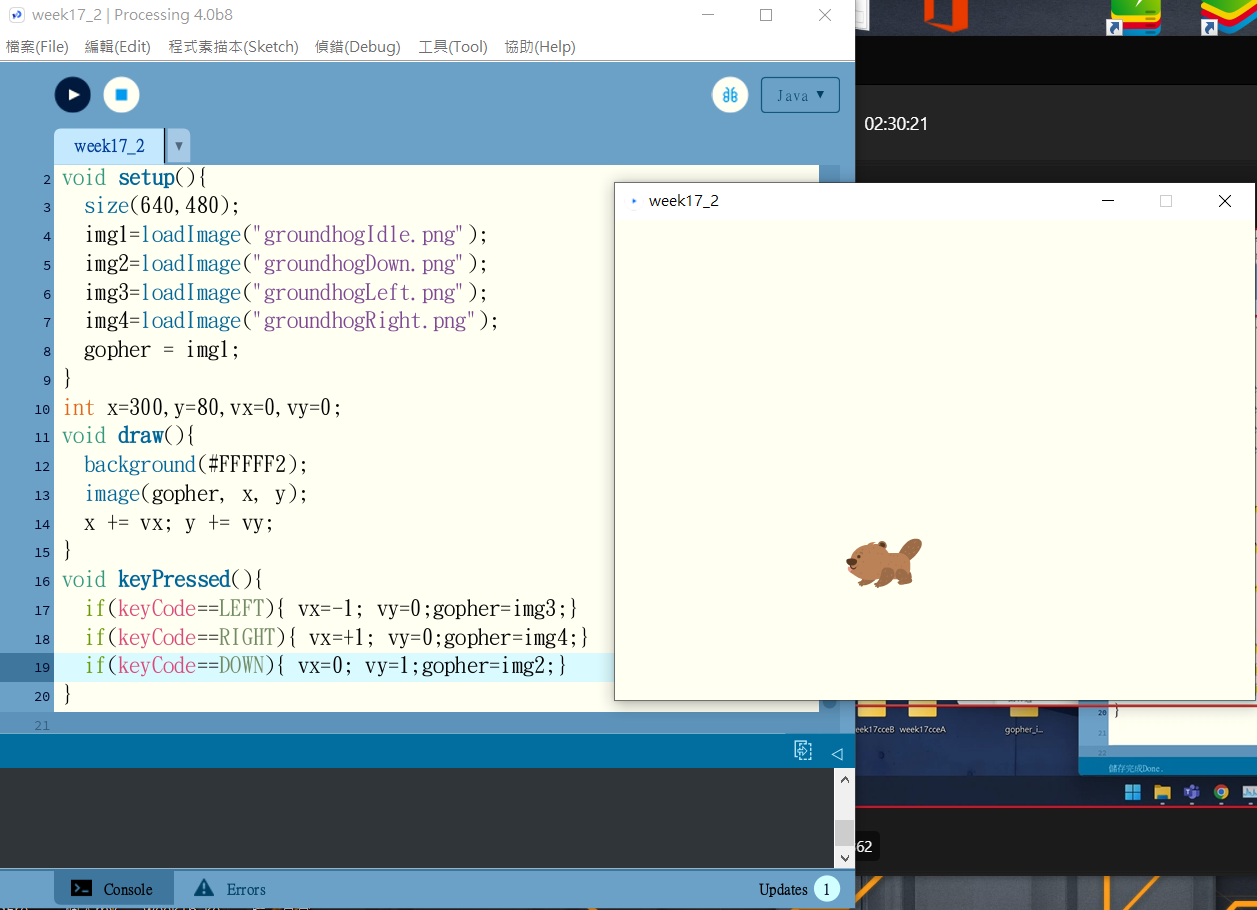 week17_2 | Processing 4.0b8
檔案(File) 編輯(Edit) 程式素描本(Sketch) 偵錯(Debug) 工具(Tool) 協助(Help)
Java ▼
02:30:21
week17_2 ▼
2 void setup(){
3 size(640,480);
4 img1=loadImage("groundhogIdle.png");
5 img2=loadImage("groundhogDown.png");
6 img3=loadImage("groundhogLeft.png");
7 img4=loadImage("groundhogRight.png");
8 gopher = img1;
9 }
10 int x=300,y=80,vx=0,vy=0;
11 void draw(){
12 background(#FFFFF2);
13 image(gopher, x, y);
14 x += vx; y += vy;
15 }
16 void keyPressed(){
17 if(keyCode==LEFT){ vx=-1; vy=0;gopher=img3;}
18 if(keyCode==RIGHT){ vx=+1; vy=0;gopher=img4;}
19 if(keyCode==DOWN){ vx=0; vy=1;gopher=img2;}
20 }
21
week17_2
eek17cceB week17cceA gopher_i...
20 }
21
22
儲存完成Done.
62
Console Errors Updates 1